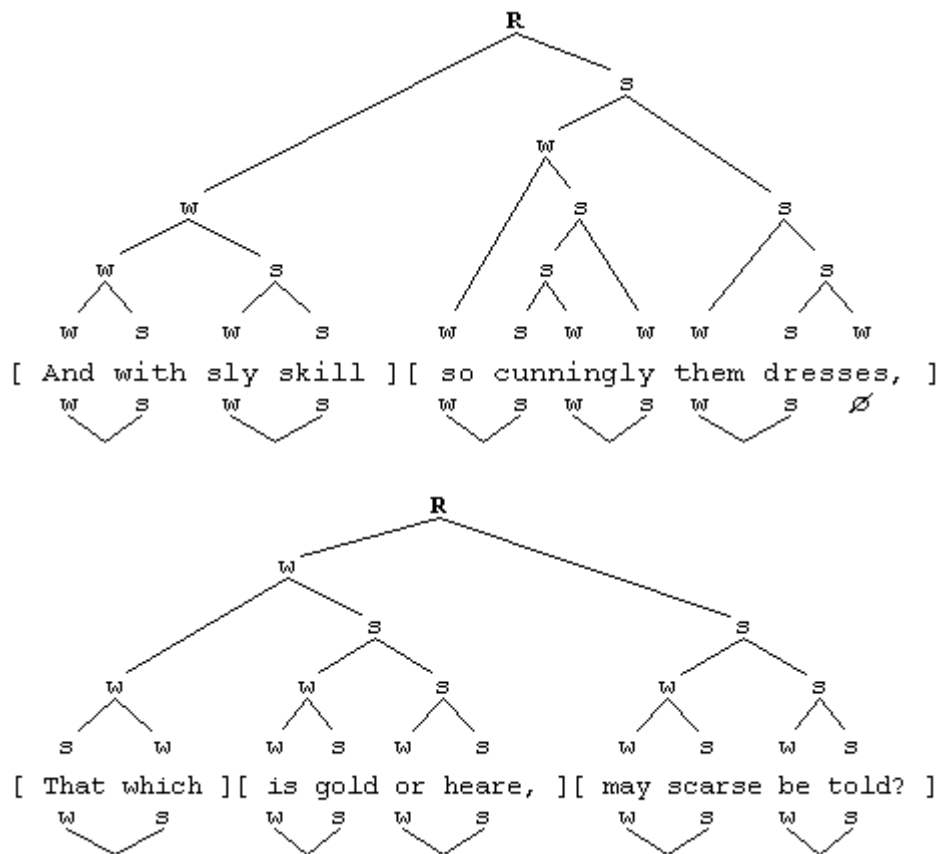 R
s
w
w s s
w s s s
w s w s w s w w w s w
[ And with sly skill ][ so cunningly them dresses, ]
w s w s w s w s w s ∅
R
w
s s
w w s w s
s w w s w s w s w s
[ That which ][ is gold or heare, ][ may scarse be told? ]
w s w s w s w s w s